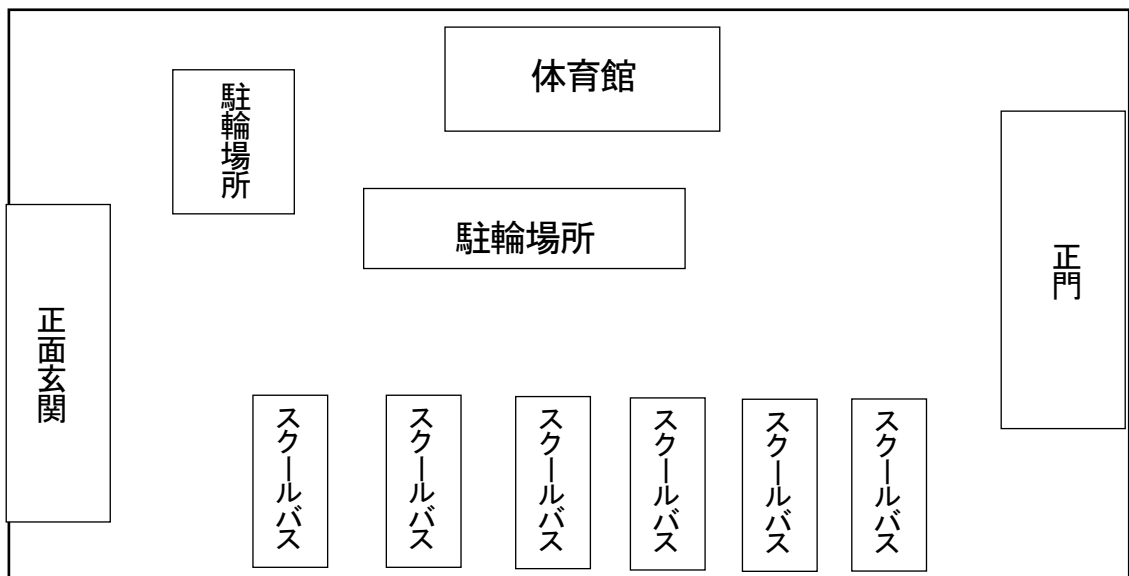 体育館
駐輪場所
駐輪場所
正門
正面玄関
スクールバス
スクールバス
スクールバス
スクールバス
スクールバス
スクールバス